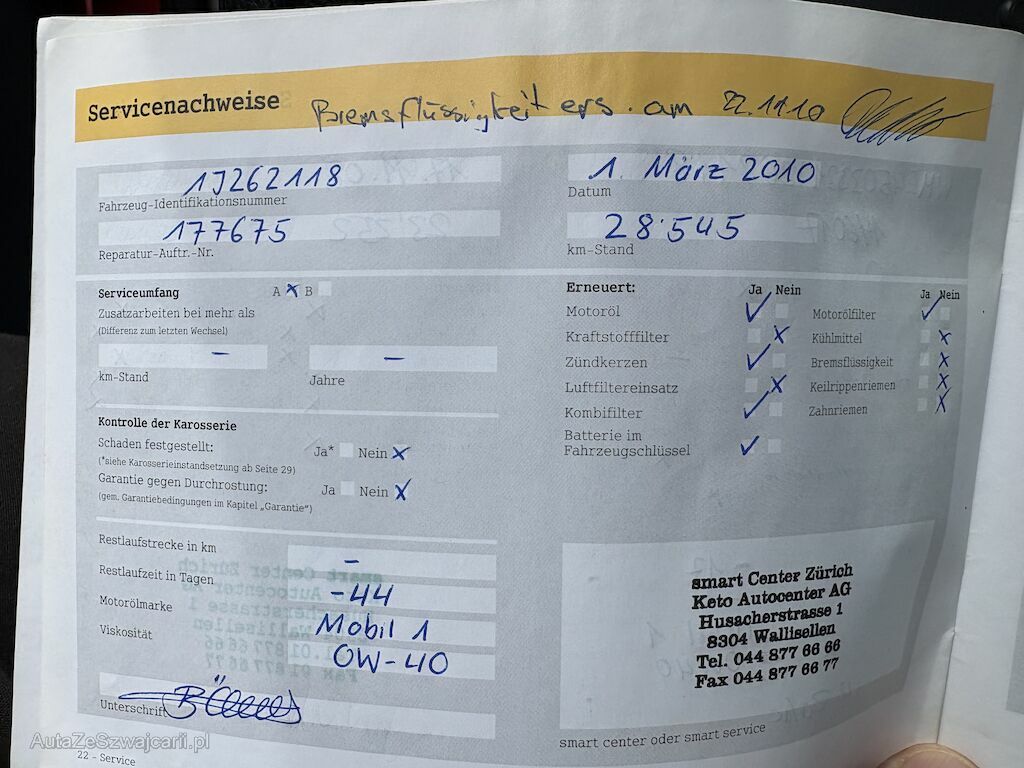 Servicenachweise Bremsflüssigkeit ers. am 22.11.10
1J262118
Fahrzeug-Identifikationsnummer
1. März 2010
Datum
177675
Reparatur-Auftr.-Nr.
28'545
km-Stand
Serviceumfang A x B
Zusatzarbeiten bei mehr als
(Differenz zum letzten Wechsel)
- -
km-Stand Jahre
Kontrolle der Karosserie
Schaden festgestellt: Ja* Nein x
(*siehe Karosserieinstandsetzung ab Seite 29)
Garantie gegen Durchrostung: Ja Nein x
(gem. Garantiebedingungen im Kapitel „Garantie“)
Restlaufstrecke in km -
Restlaufzeit in Tagen -44
Motorölmarke Mobil 1
Viskosität 0W-40
Unterschrift
22 - Service
Erneuert: Ja Nein Ja Nein
Motoröl ✓ Motorölfilter ✓
Kraftstofffilter x Kühlmittel x
Zündkerzen ✓ Bremsflüssigkeit x
Luftfiltereinsatz x Keilrippenriemen x
Kombifilter ✓ Zahnriemen x
Batterie im
Fahrzeugschlüssel ✓
smart Center Zürich
Keto Autocenter AG
Husacherstrasse 1
8304 Wallisellen
Tel. 044 877 66 66
Fax 044 877 66 77
smart center oder smart service
AutaZeSzwajcarii.pl